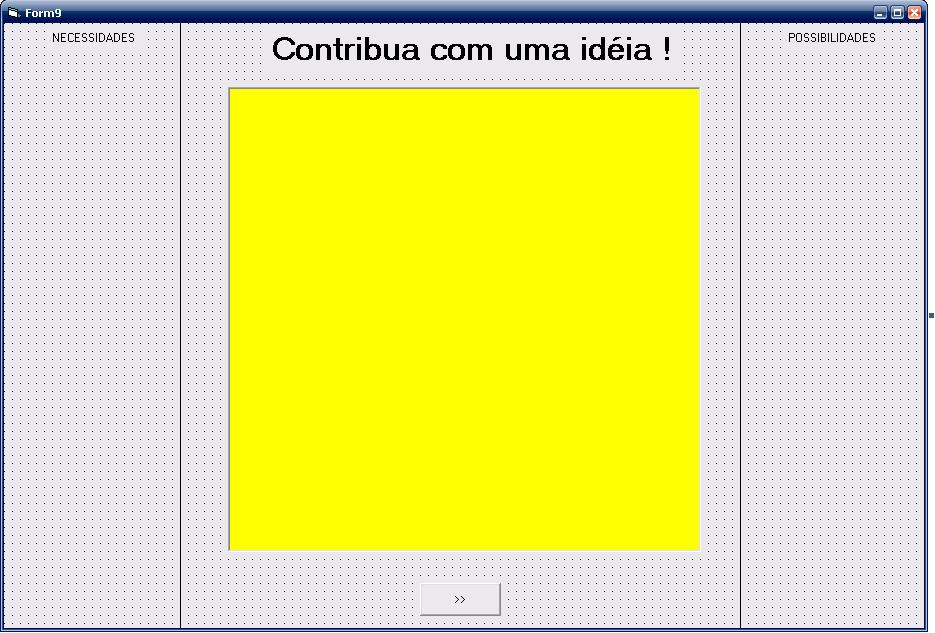 Form9
NECESSIDADES
Contribua com uma idéia !
POSSIBILIDADES
>>